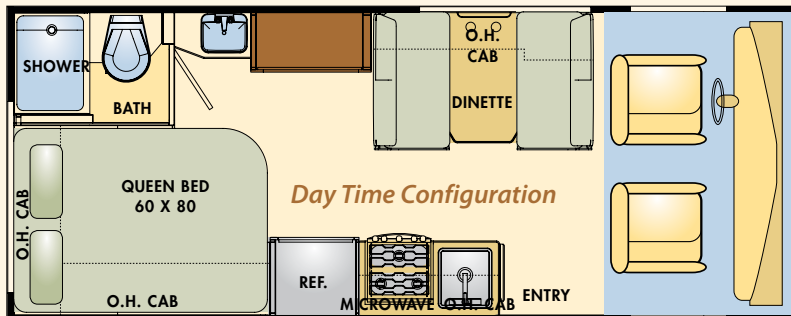 SHOWER
BATH
O.H.
CAB
DINETTE
QUEEN BED
60 X 80
Day Time Configuration
O.H. CAB
O.H. CAB
REF.
MICROWAVE O.H. CAB
ENTRY